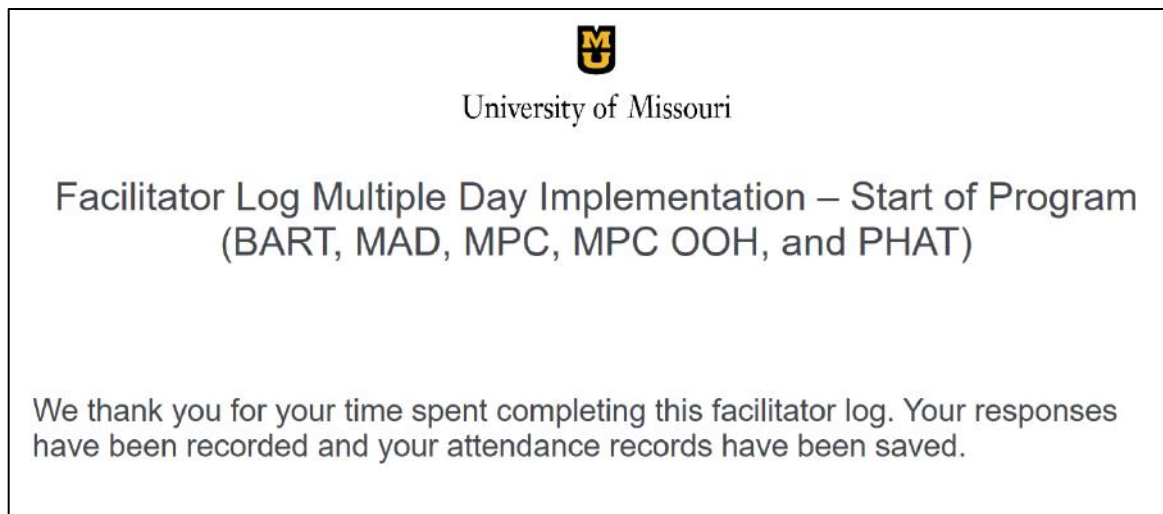 MU
University of Missouri
Facilitator Log Multiple Day Implementation – Start of Program
(BART, MAD, MPC, MPC OOH, and PHAT)
We thank you for your time spent completing this facilitator log. Your responses
have been recorded and your attendance records have been saved.